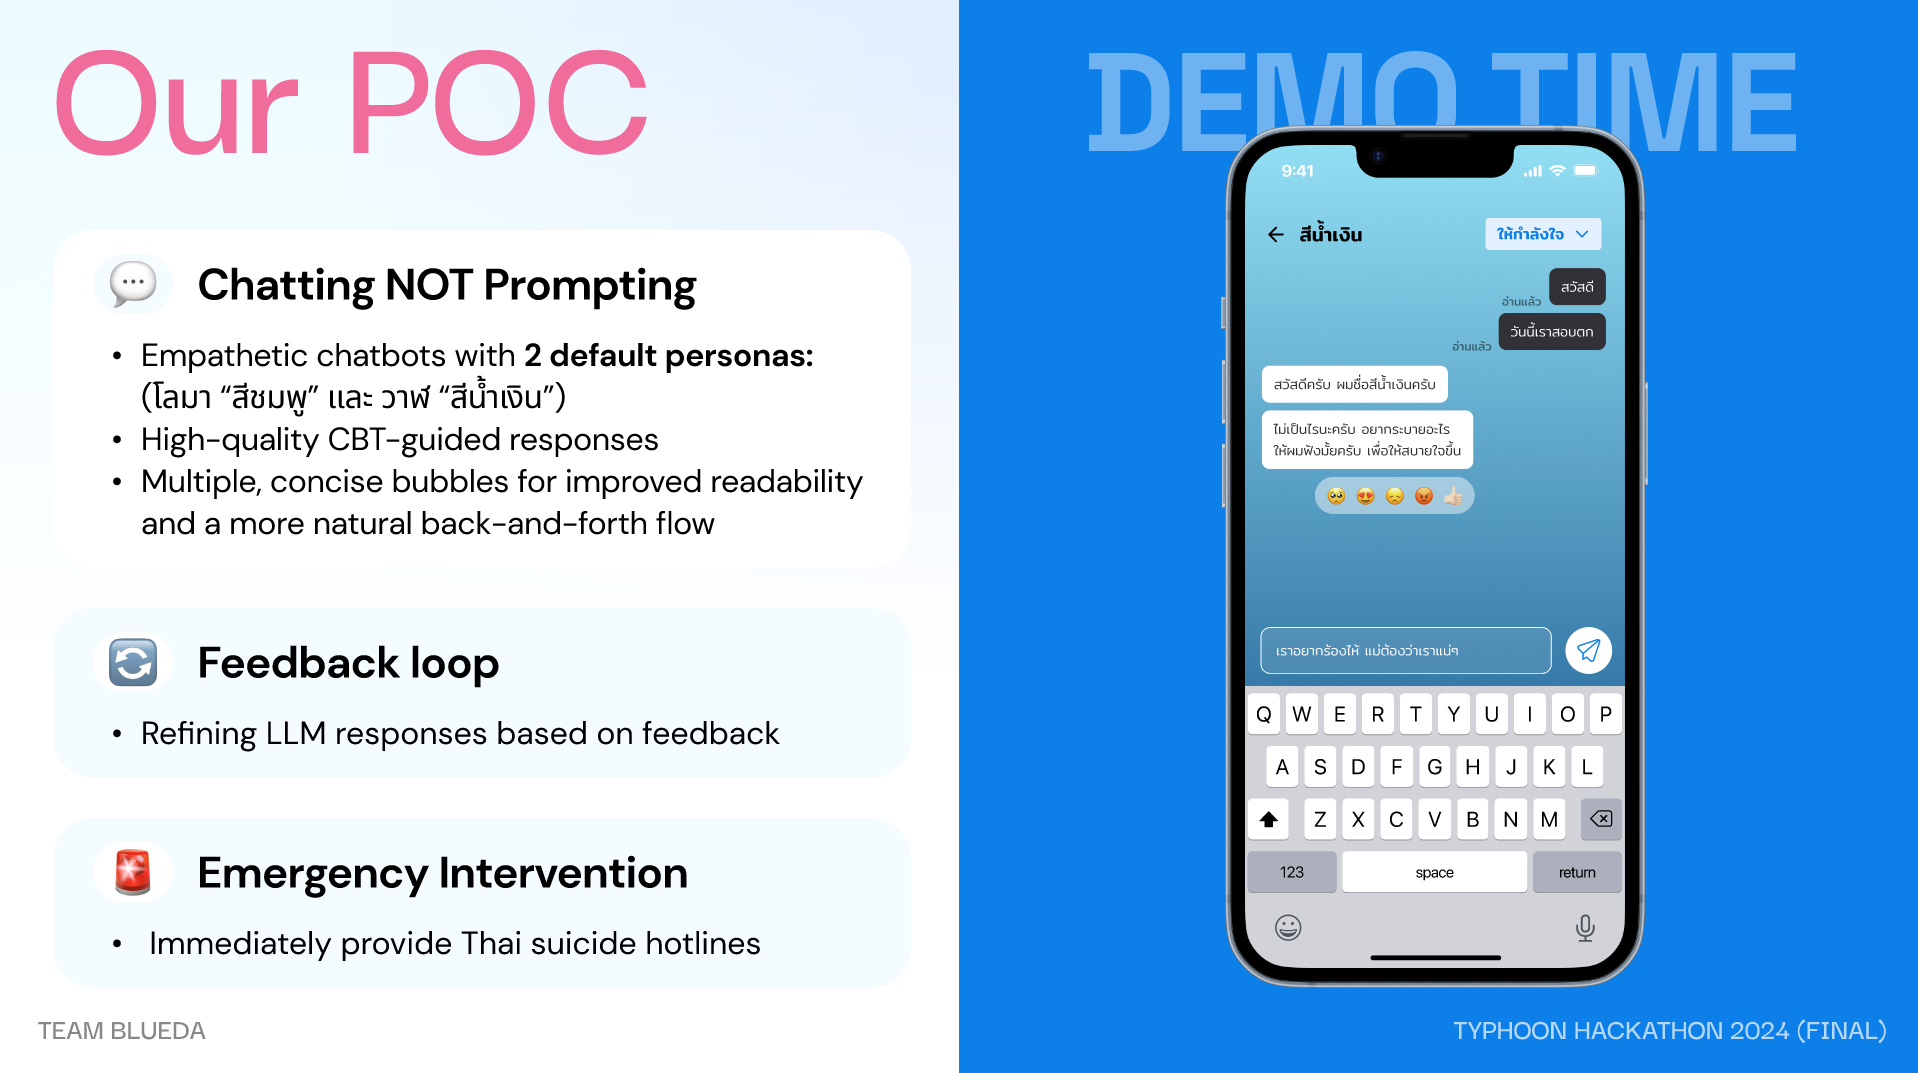 Our POC
Chatting NOT Prompting
• Empathetic chatbots with 2 default personas:
(โลมา “สีชมพู” และ วาฬ “สีน้ำเงิน”)
• High-quality CBT-guided responses
• Multiple, concise bubbles for improved readability
and a more natural back-and-forth flow
Feedback loop
• Refining LLM responses based on feedback
Emergency Intervention
• Immediately provide Thai suicide hotlines
TEAM BLUEDA
DEMO TIME
9:41
สีน้ำเงิน
ให้กำลังใจ
สวัสดี
อ่านแล้ว
วันนี้เราสอบตก
อ่านแล้ว
สวัสดีครับ ผมชื่อสีน้ำเงินครับ
ไม่เป็นไรนะครับ อยากระบายอะไร
ให้ผมฟังมั้ยครับ เพื่อให้สบายใจขึ้น
เราอยากร้องไห้ แม่ต้องว่าเราแน่ๆ
Q W E R T Y U I O P
A S D F G H J K L
Z X C V B N M
123 space return
TYPHOON HACKATHON 2024 (FINAL)